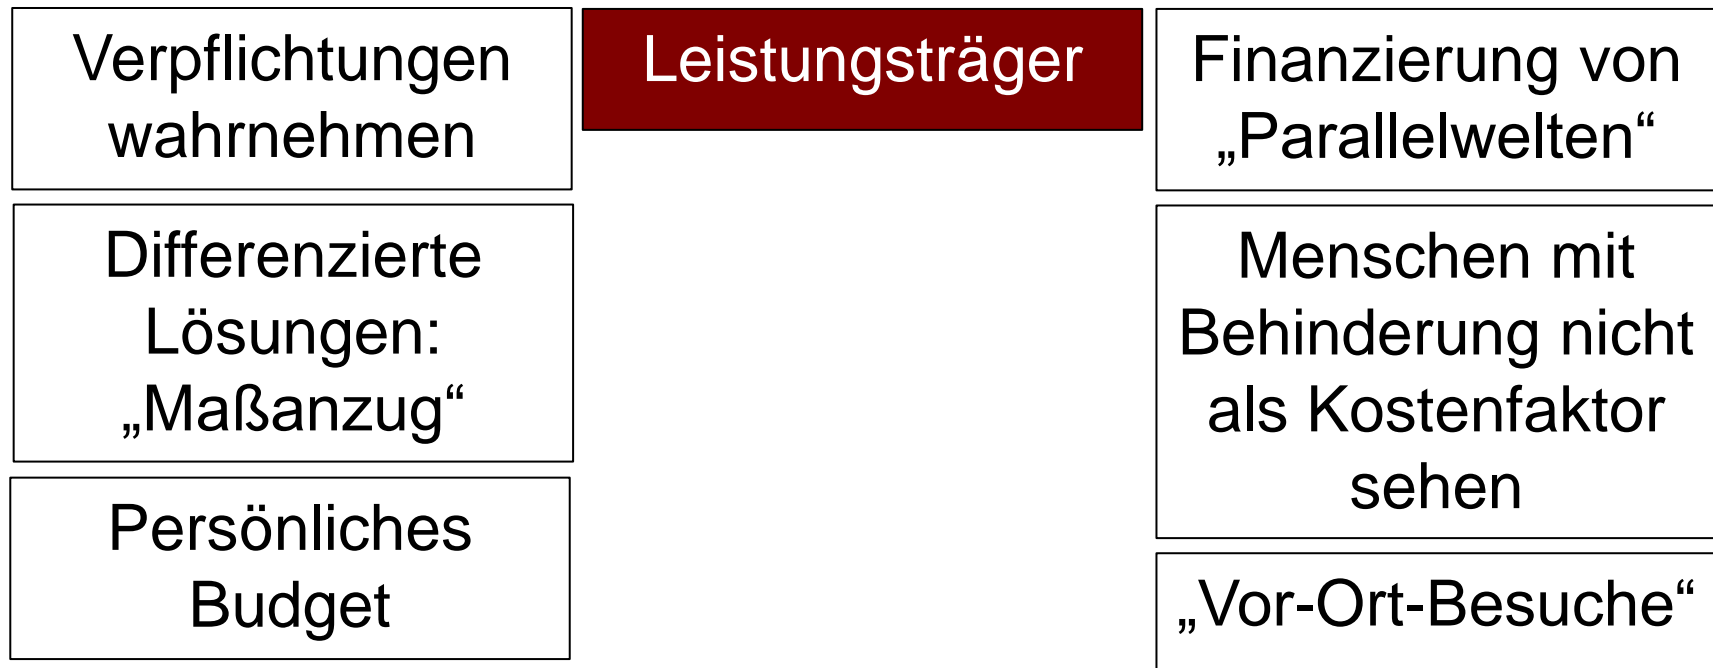 Verpflichtungen
wahrnehmen
Differenzierte
Lösungen:
„Maßanzug“
Persönliches
Budget
Leistungsträger
Finanzierung von
„Parallelwelten“
Menschen mit
Behinderung nicht
als Kostenfaktor
sehen
„Vor-Ort-Besuche“